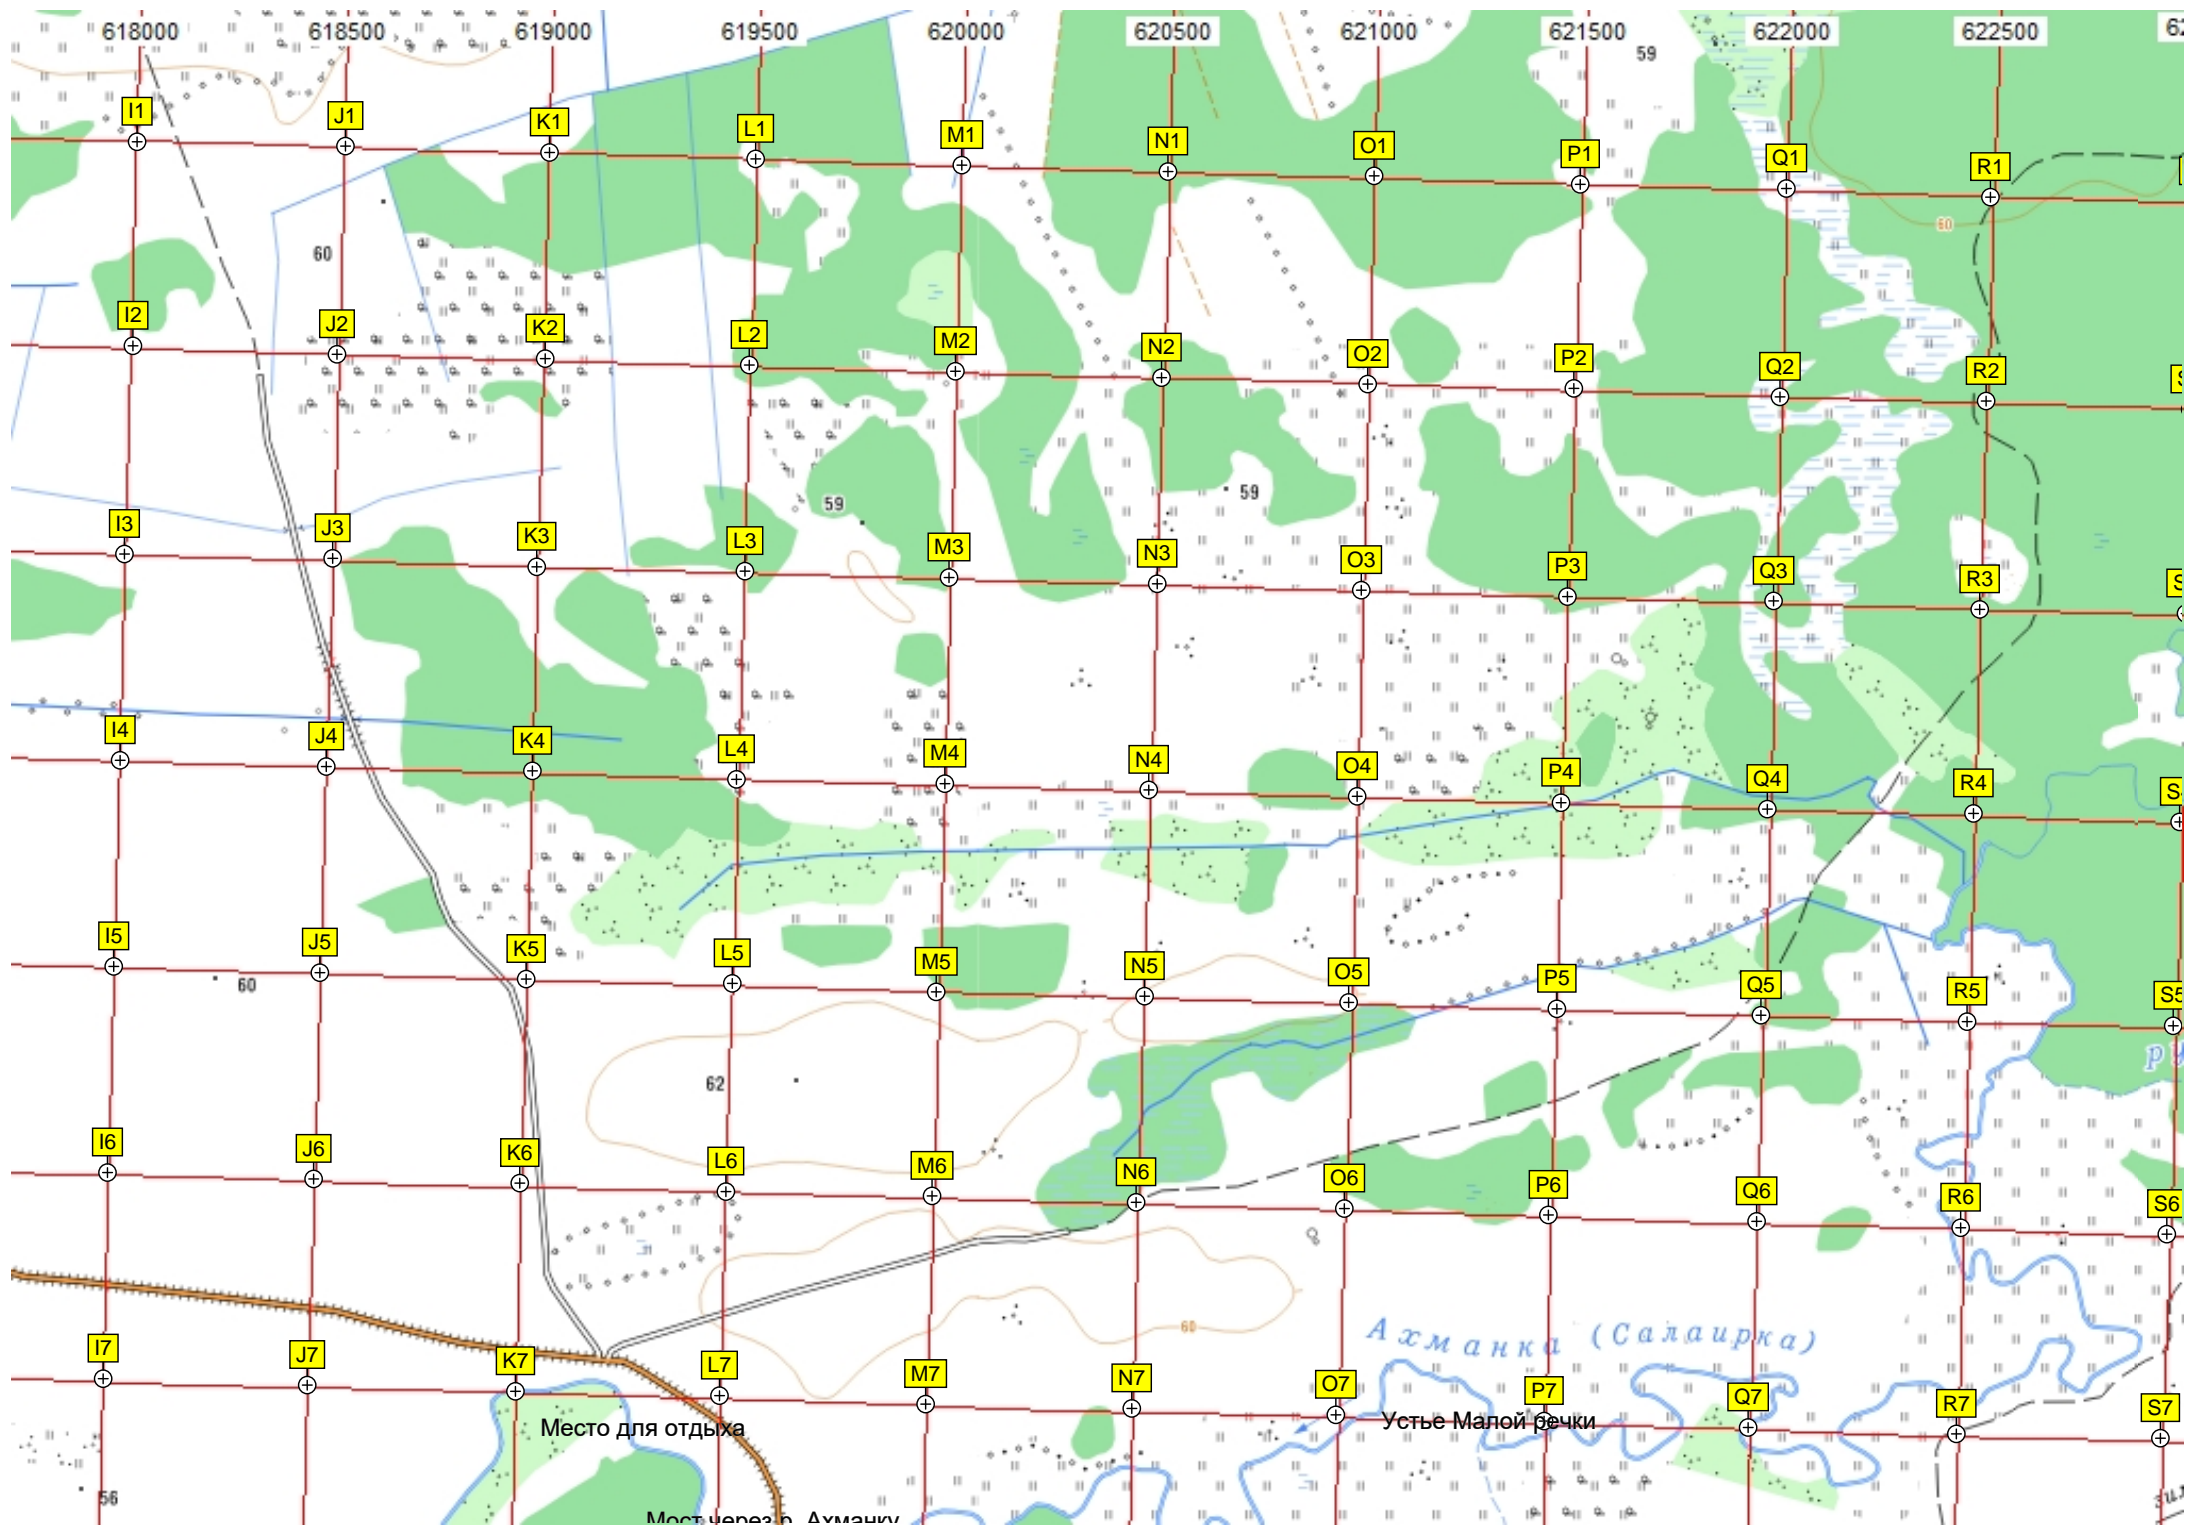 618000 618500 619000 619500 620000 620500 621000 621500 622000 622500
59
I1 J1 K1 L1 M1 N1 O1 P1 Q1 R1
60
60
I2 J2 K2 L2 M2 N2 O2 P2 Q2 R2
59
59
I3 J3 K3 L3 M3 N3 O3 P3 Q3 R3
I4 J4 K4 L4 M4 N4 O4 P4 Q4 R4
I5 J5 K5 L5 M5 N5 O5 P5 Q5 R5 S5
60
62
I6 J6 K6 L6 M6 N6 O6 P6 Q6 R6 S6
60
Ахманка (Салаирка)
I7 J7 K7 L7 M7 N7 O7 P7 Q7 R7 S7
Место для отдыха
Устье Малой речки
56
Мост через р. Ахманку